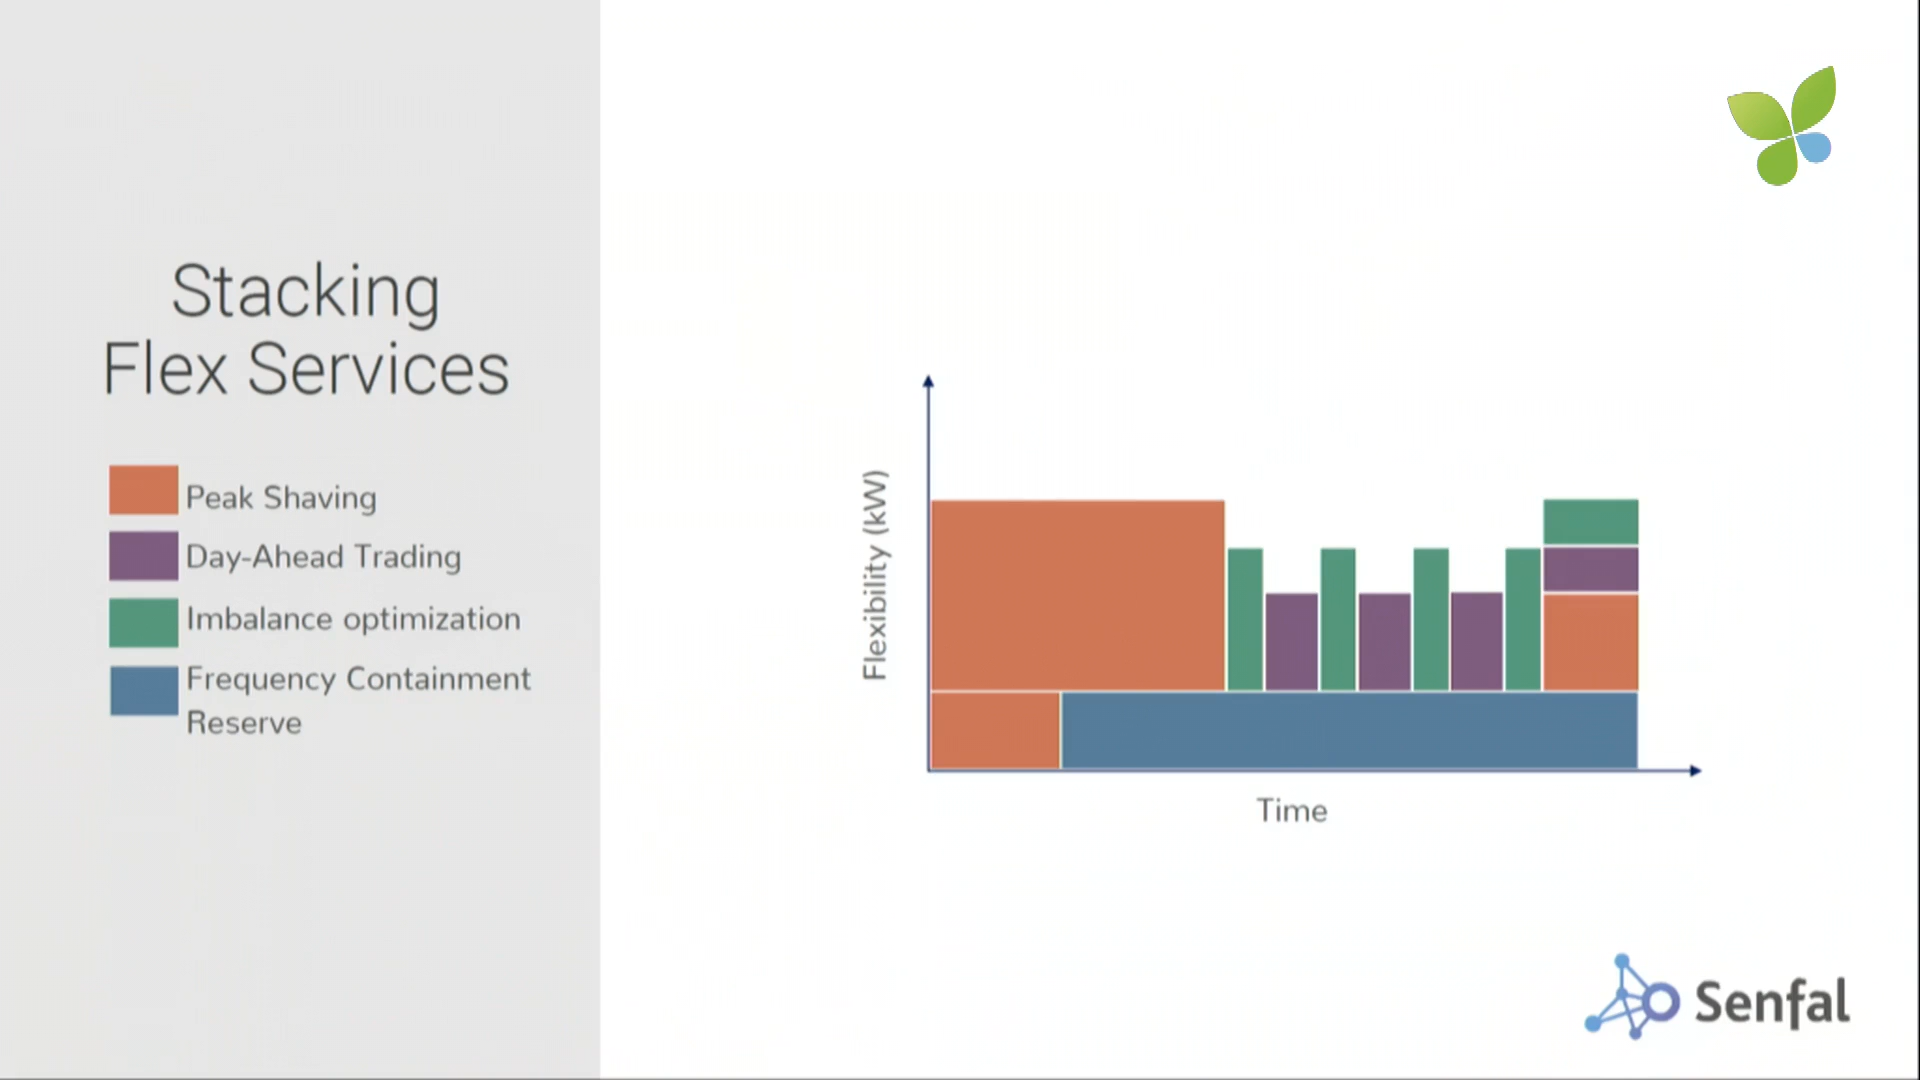 Stacking
Flex Services
Peak Shaving
Day-Ahead Trading
Imbalance optimization
Frequency Containment
Reserve
Flexibility (kW)
Time
Senfal